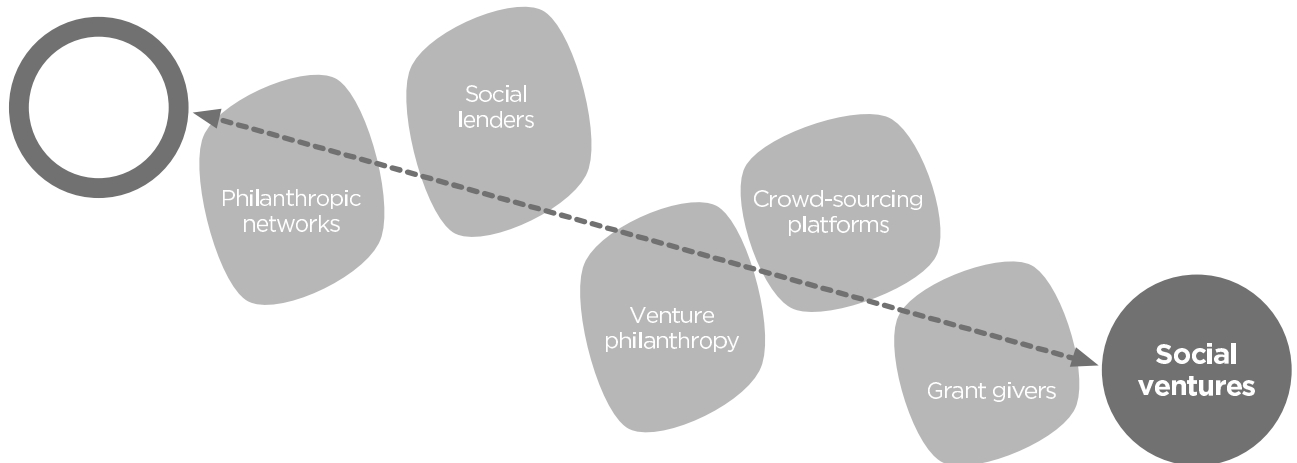 Social
lenders
Philanthropic
networks
Crowd-sourcing
platforms
Venture
philanthropy
Grant givers
Social
ventures